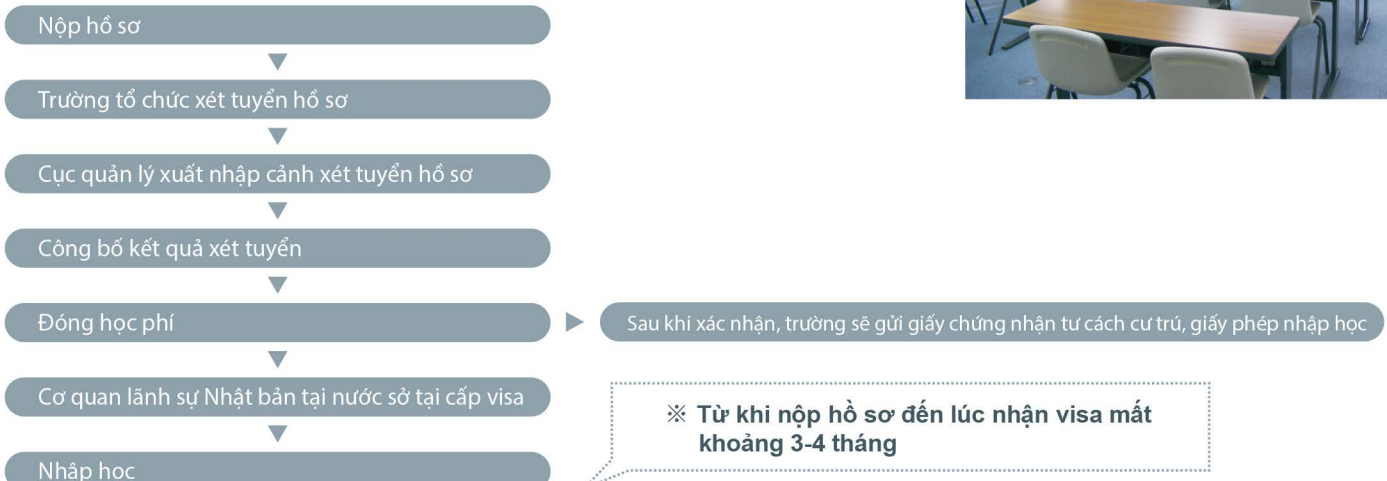 Nộp hồ sơ
Trường tổ chức xét tuyển hồ sơ
Cục quản lý xuất nhập cảnh xét tuyển hồ sơ
Công bố kết quả xét tuyển
Đóng học phí
Sau khi xác nhận, trường sẽ gửi giấy chứng nhận tư cách cư trú, giấy phép nhập học
Cơ quan lãnh sự Nhật bản tại nước sở tại cấp visa
※ Từ khi nộp hồ sơ đến lúc nhận visa mất
khoảng 3-4 tháng
Nhập học